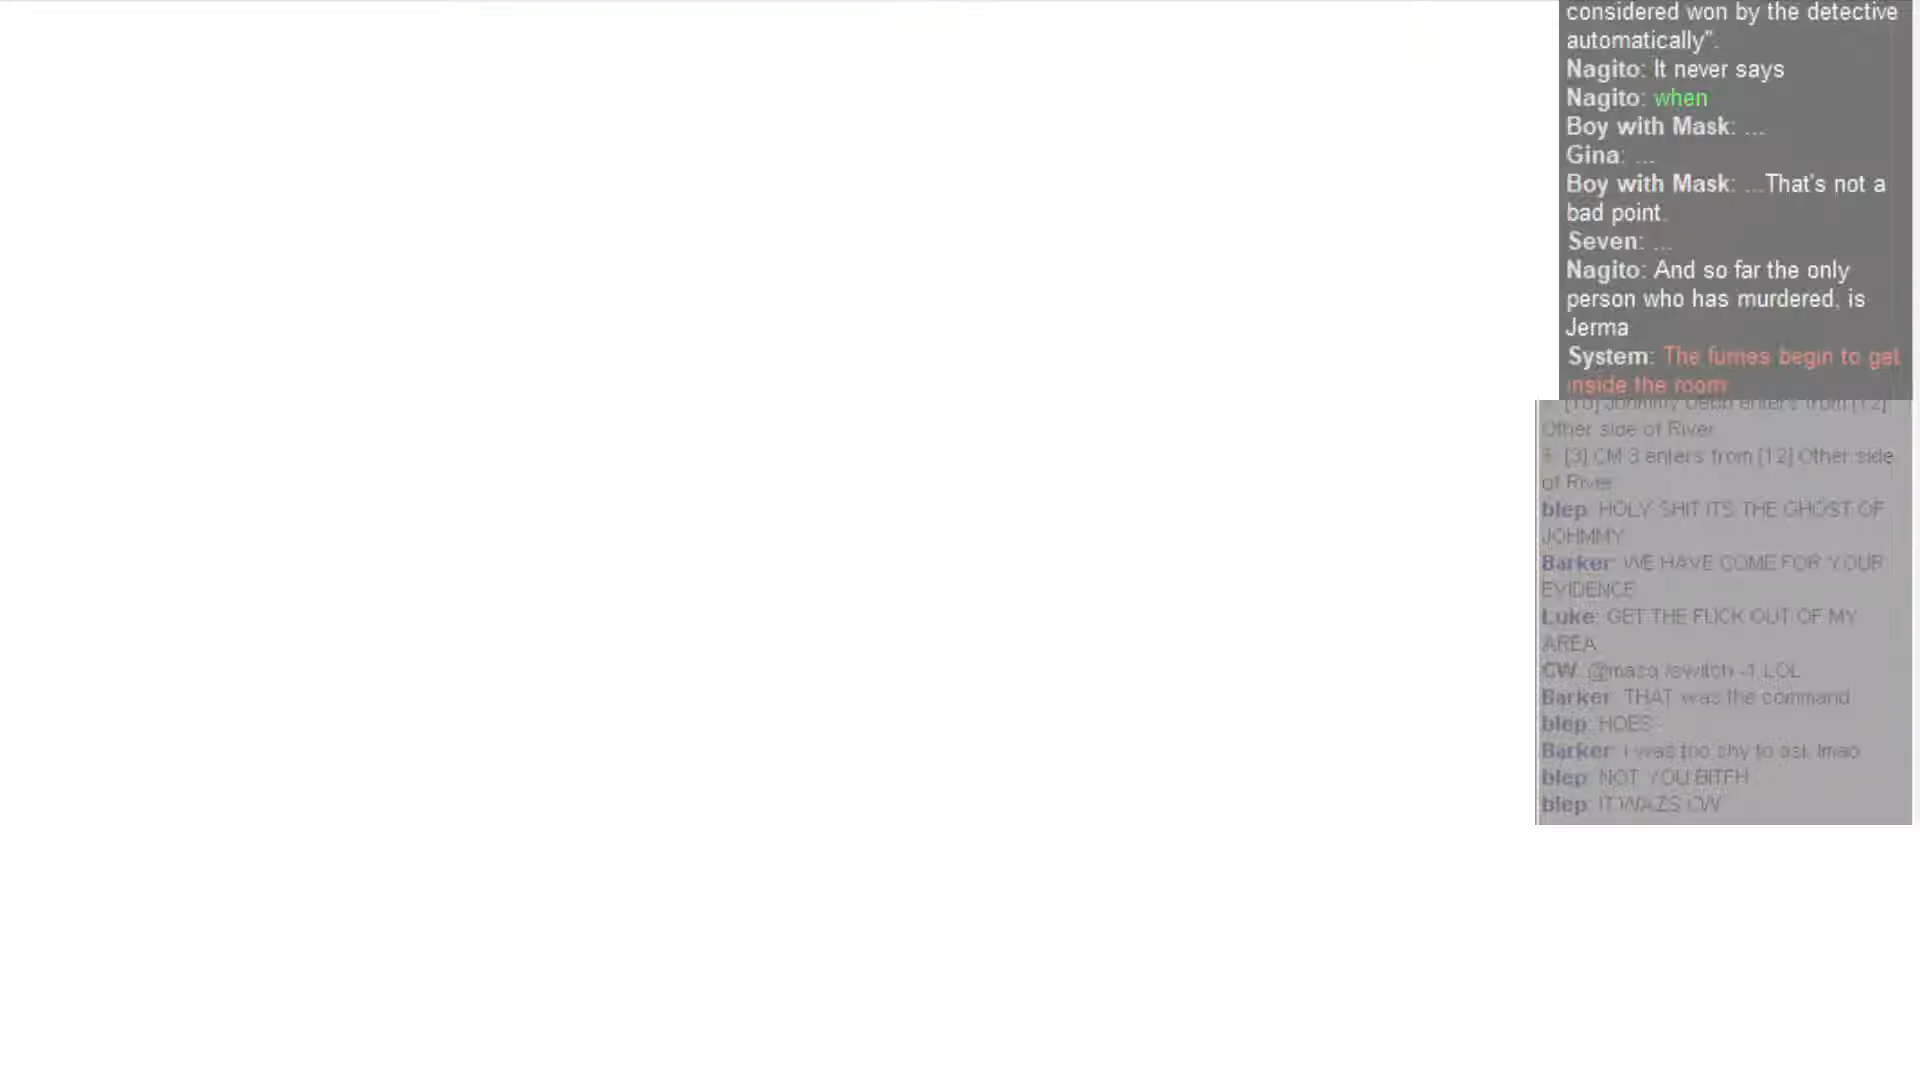 considered won by the detective
automatically".
Nagito: It never says
Nagito: when
Boy with Mask: ...
Gina: ...
Boy with Mask: ...That's not a
bad point.
Seven: ...
Nagito: And so far the only
person who has murdered, is
Jerma
System: The fumes begin to get
inside the room
enters from [12]
Other side of River
[3] CM 3 enters from [12] Other side
of River
blep: HOLY SHIT ITS THE GHOST OF
JOHMMY
Barker: WE HAVE COME FOR YOUR
EVIDENCE
Luke: GET THE FUCK OUT OF MY
AREA
CW: @masa /switch -1 LOL
Barker: THAT was the command
blep: HOES
Barker: i was too shy to ask lmao
blep: NOT YOU BITFH
blep: IT WAZS CW